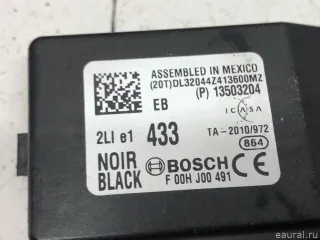 ASSEMBLED IN MEXICO
(20T)DL32044Z413600MZ
(P) 13503204
EB
ICASA
2LI e1 433 TA-2010/972
864
NOIR
BLACK
BOSCH CE
F 00H J00 491
eaural.ru